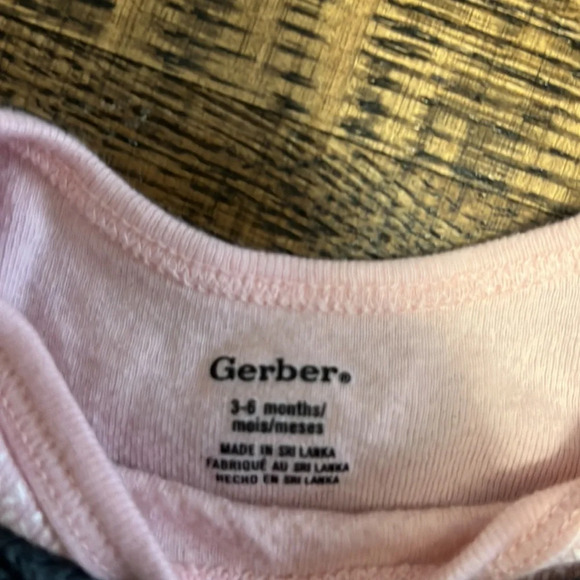 Gerber®
3-6 months/
mois/meses
MADE IN SRI LANKA
FABRIQUÉ AU SRI LANKA
HECHO EN SRI LANKA